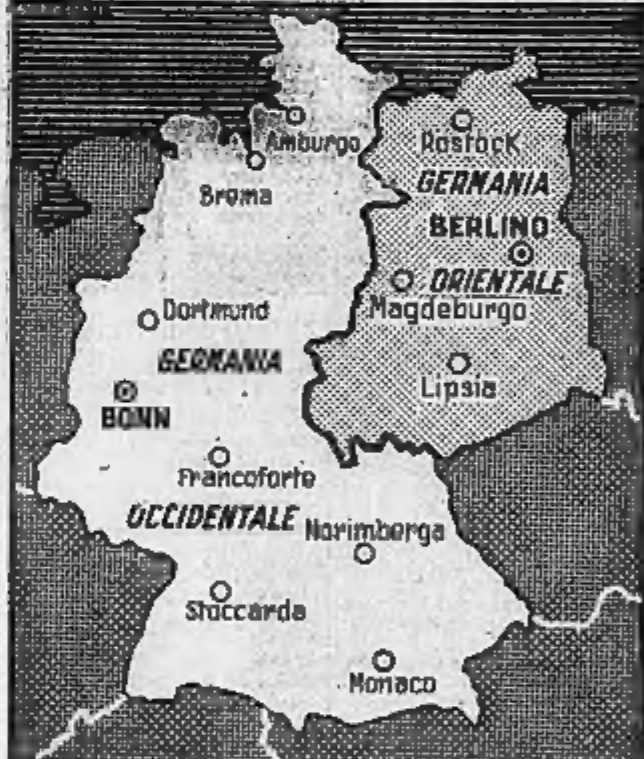 Amburgo
Rostock
Brema
GERMANIA
BERLINO
ORIENTALE
Magdeburgo
Dortmund
GERMANIA
Lipsia
BONN
Francoforte
OCCIDENTALE
Norimberga
Stoccarda
Monaco